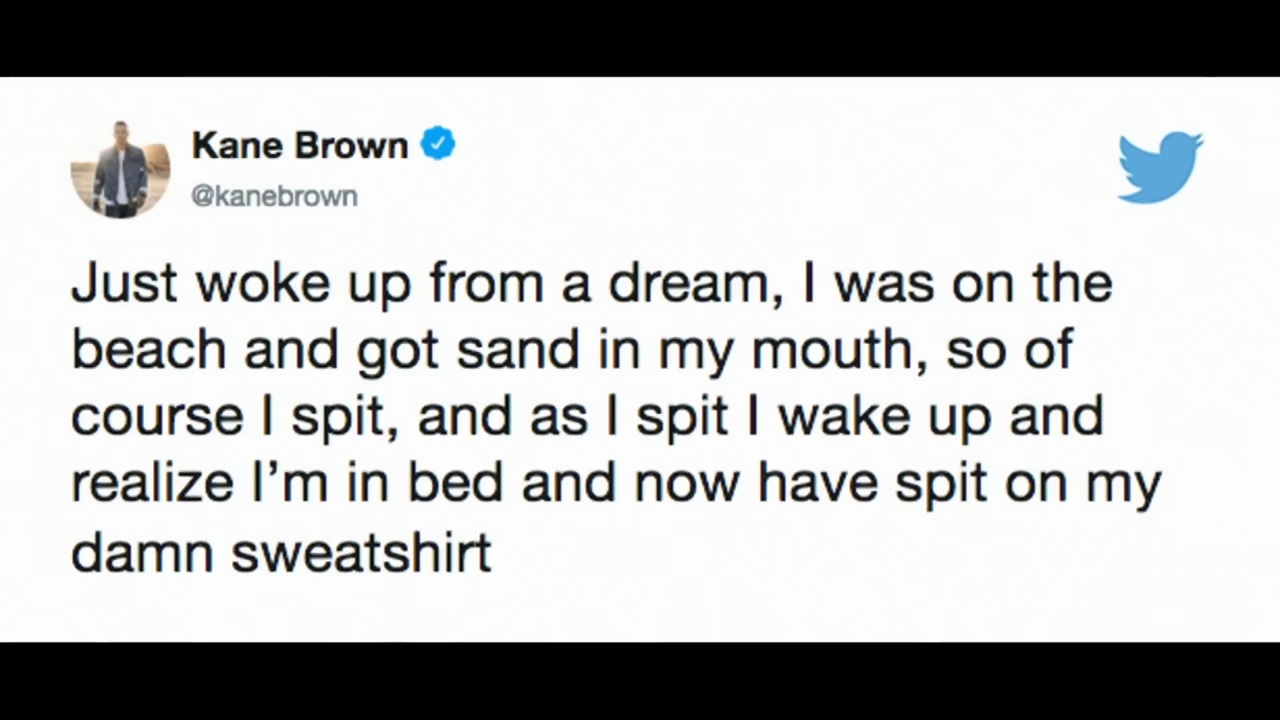 Kane Brown
@kanebrown
Just woke up from a dream, I was on the
beach and got sand in my mouth, so of
course I spit, and as I spit I wake up and
realize I’m in bed and now have spit on my
damn sweatshirt